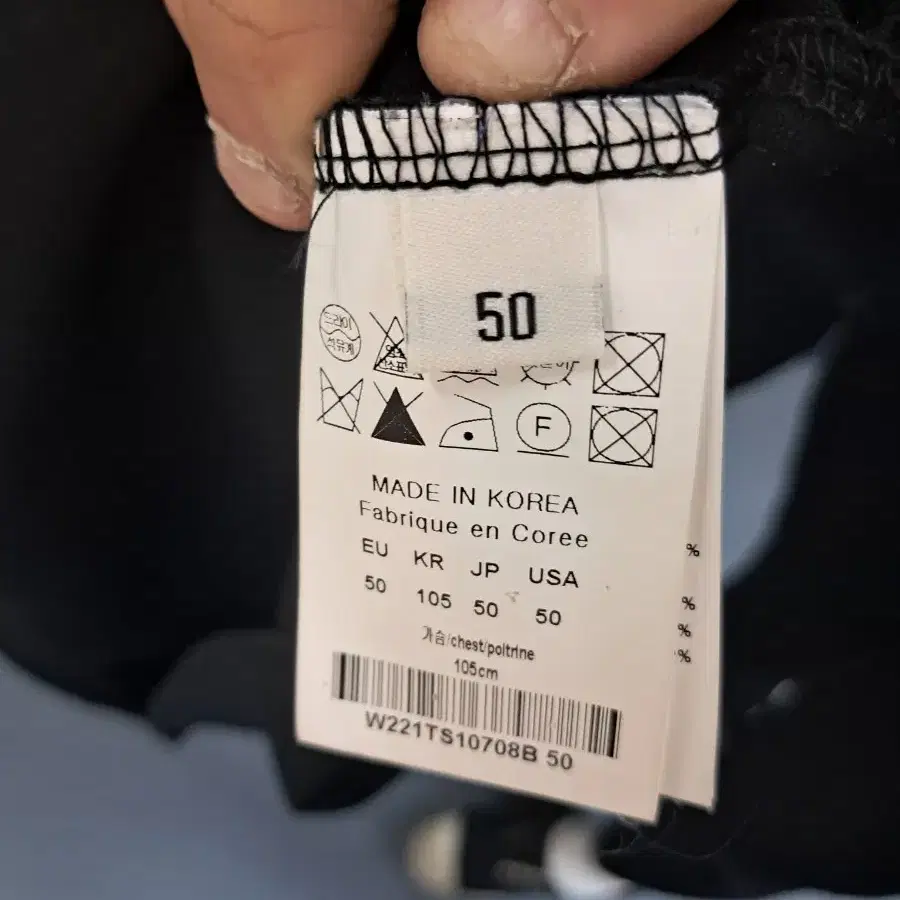 50
F
MADE IN KOREA
Fabrique en Coree
EU KR JP USA
50 105 50 50
가슴/chest/poitrine
105cm
W221TS10708B 50
%
%
%
%